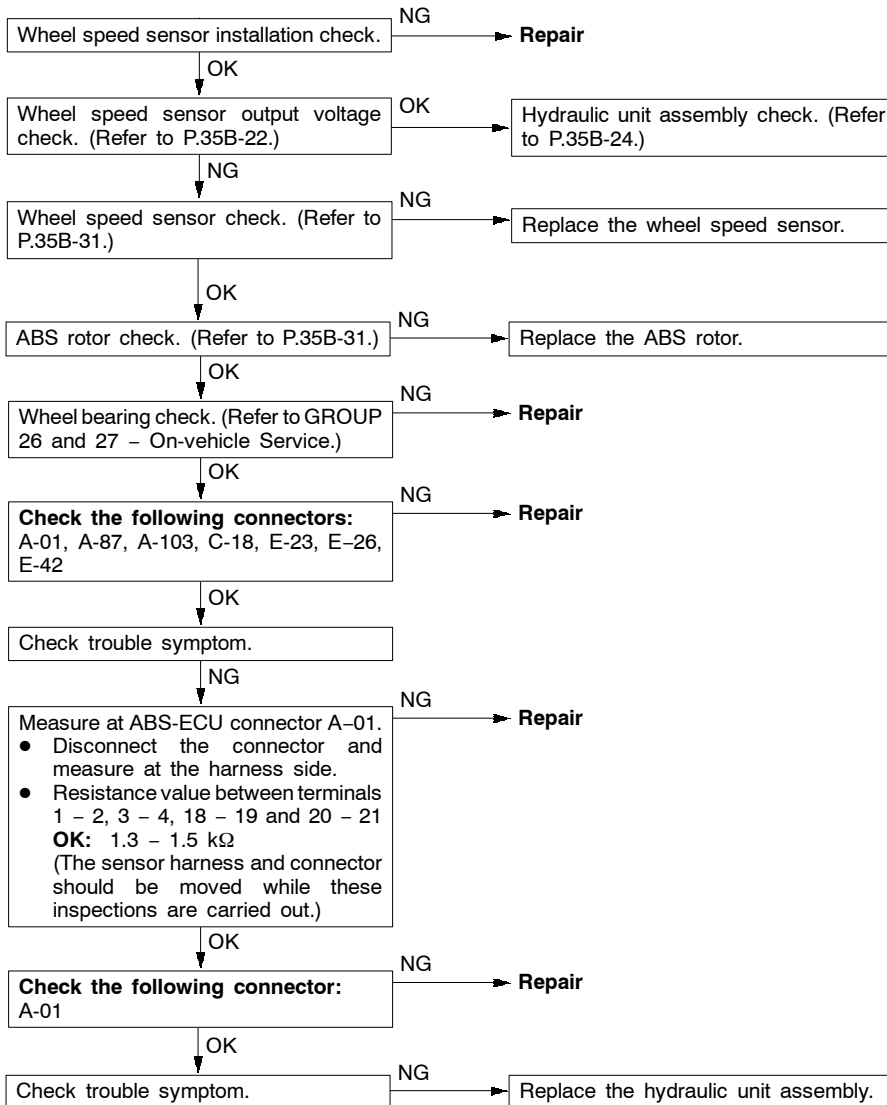 NG
Wheel speed sensor installation check.
Repair
OK
Wheel speed sensor output voltage
check. (Refer to P.35B-22.)
OK
Hydraulic unit assembly check. (Refer
to P.35B-24.)
NG
Wheel speed sensor check. (Refer to
P.35B-31.)
NG
Replace the wheel speed sensor.
OK
ABS rotor check. (Refer to P.35B-31.)
NG
Replace the ABS rotor.
OK
Wheel bearing check. (Refer to GROUP
26 and 27 – On-vehicle Service.)
NG
Repair
OK
Check the following connectors:
A-01, A-87, A-103, C-18, E-23, E–26,
E-42
NG
Repair
OK
Check trouble symptom.
NG
Measure at ABS-ECU connector A–01.
● Disconnect the connector and
measure at the harness side.
● Resistance value between terminals
1 – 2, 3 – 4, 18 – 19 and 20 – 21
OK: 1.3 – 1.5 kΩ
(The sensor harness and connector
should be moved while these
inspections are carried out.)
NG
Repair
OK
Check the following connector:
A-01
NG
Repair
OK
Check trouble symptom.
NG
Replace the hydraulic unit assembly.